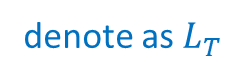 denote as L_T